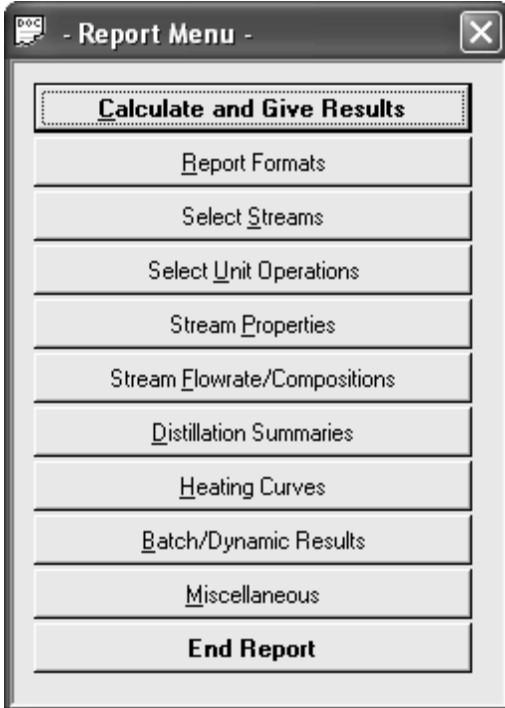 DOC
- Report Menu -
Calculate and Give Results
Report Formats
Select Streams
Select Unit Operations
Stream Properties
Stream Flowrate/Compositions
Distillation Summaries
Heating Curves
Batch/Dynamic Results
Miscellaneous
End Report